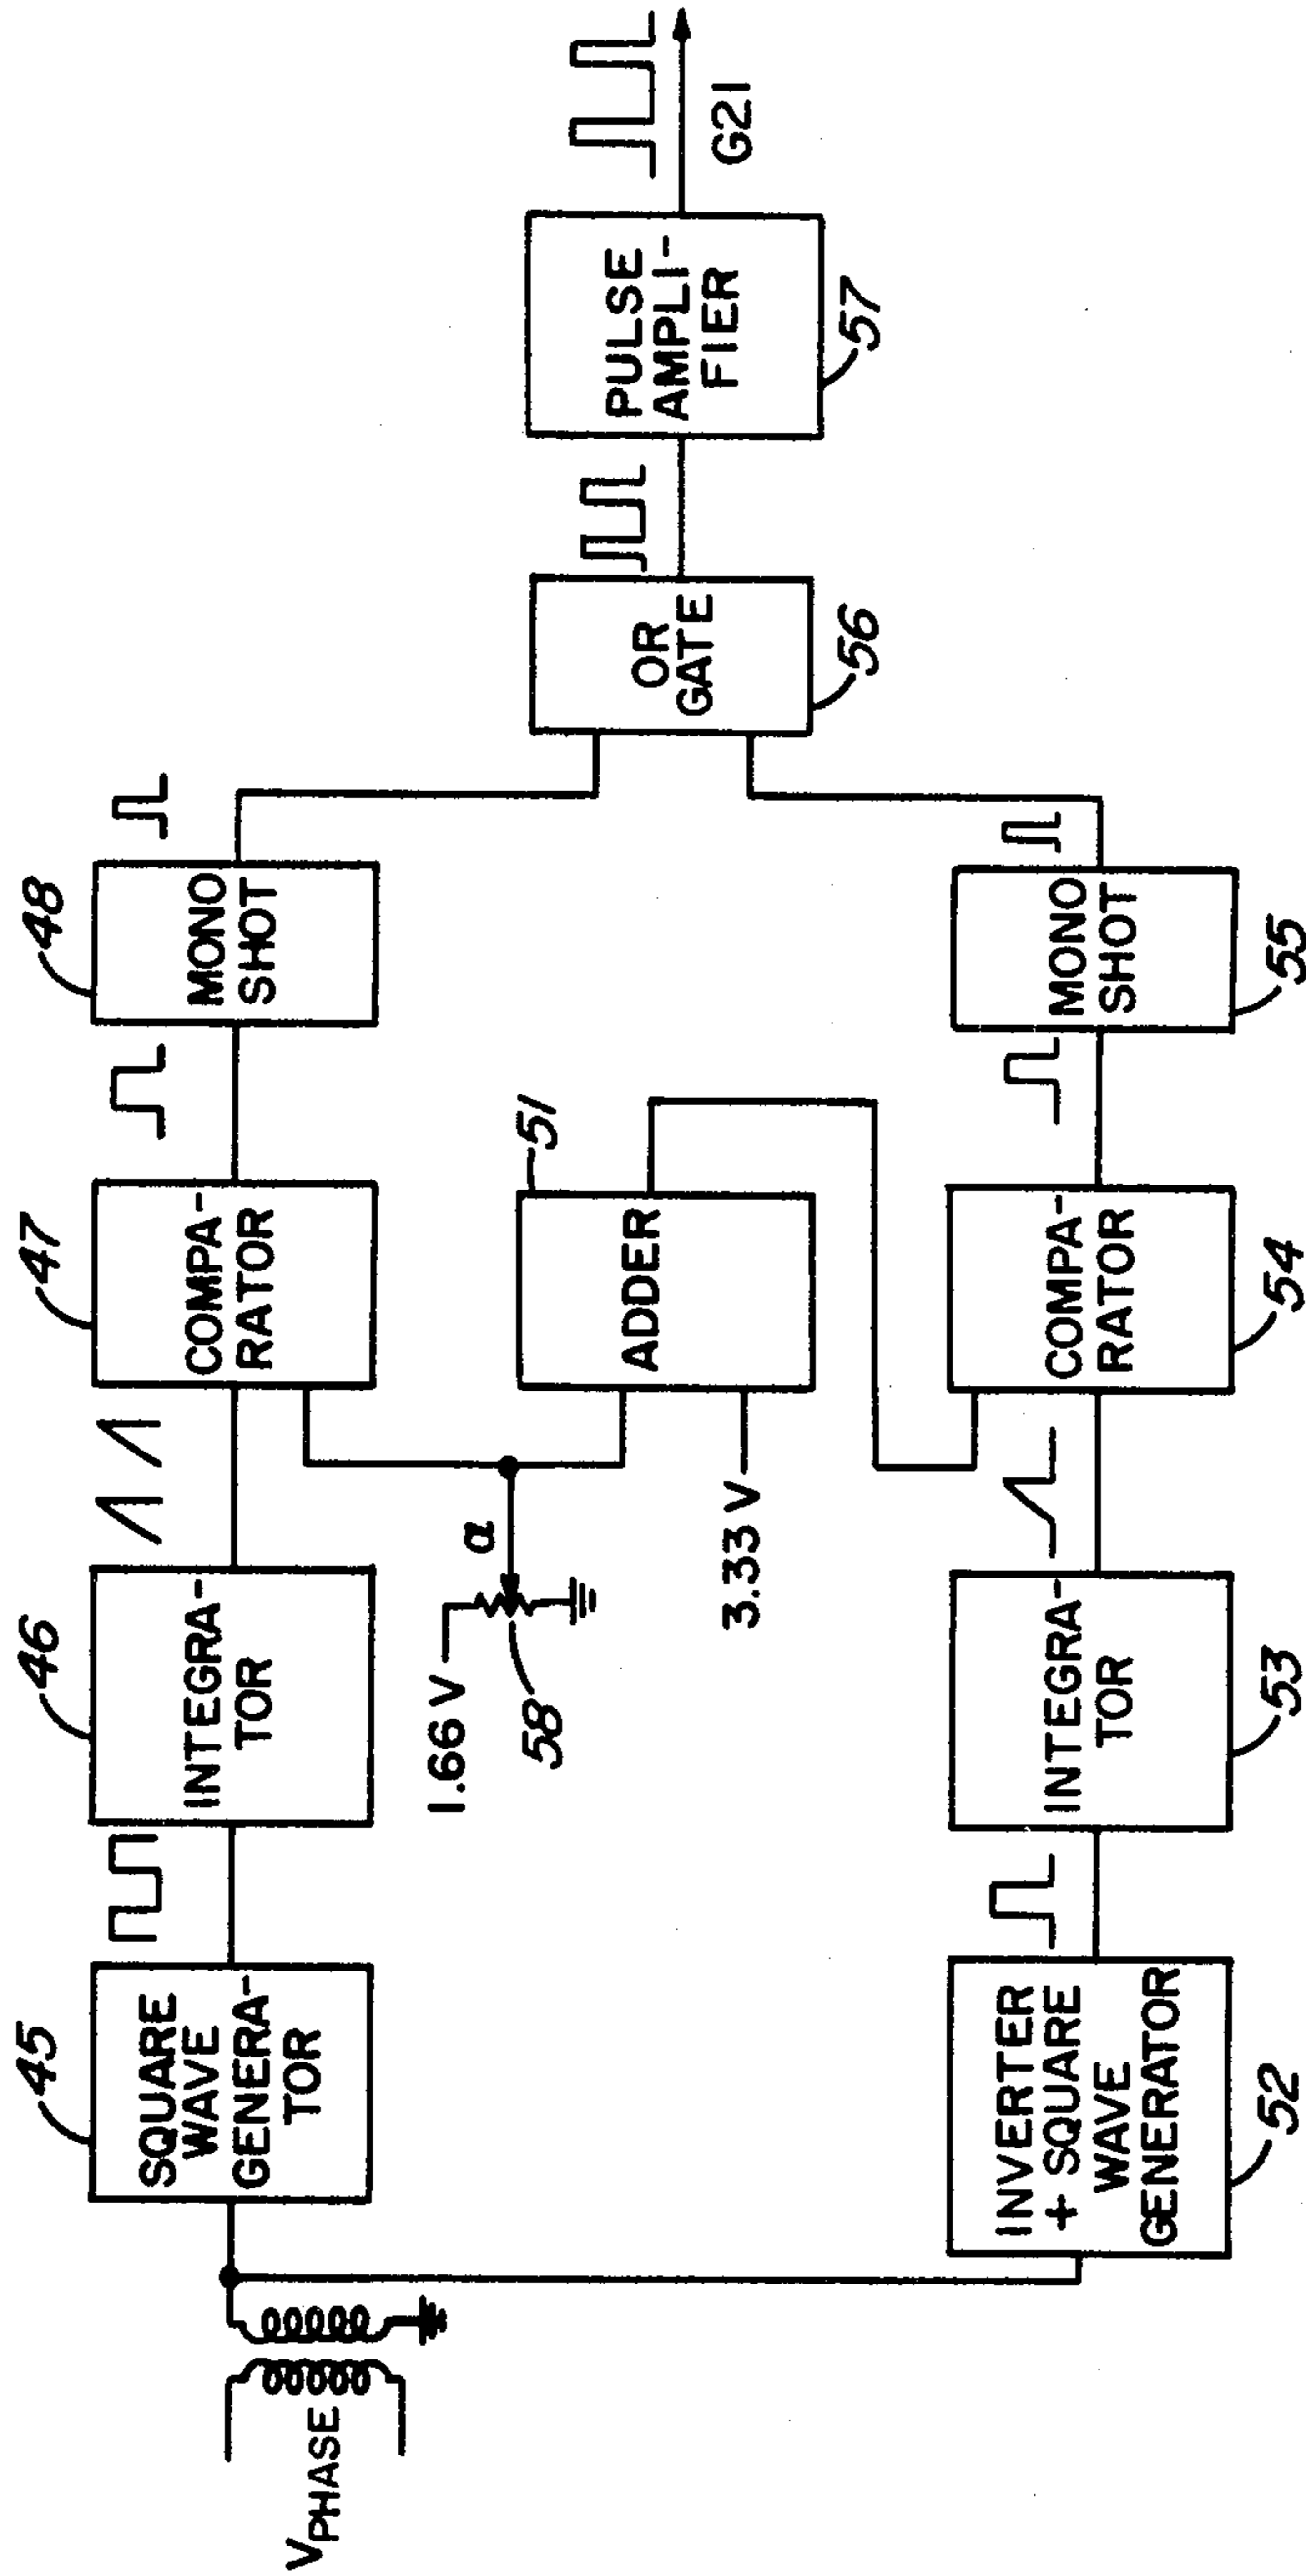 VPHASE
45
SQUARE
WAVE
GENERA-
TOR
46
INTEGRA-
TOR
47
COMPA-
RATOR
48
MONO
SHOT
1.66 V
α
58
3.33 V
51
ADDER
OR
GATE
56
PULSE
AMPLI-
FIER
57
G21
INVERTER
+ SQUARE
WAVE
GENERATOR
52
INTEGRA-
TOR
53
COMPA-
RATOR
54
MONO
SHOT
55